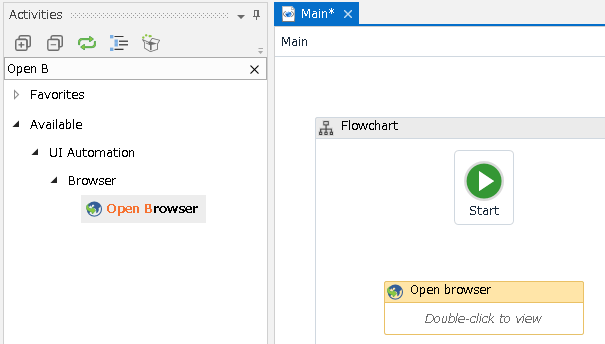 Activities
Open B
Favorites
Available
UI Automation
Browser
Open Browser
Main*
Main
Flowchart
Start
Open browser
Double-click to view